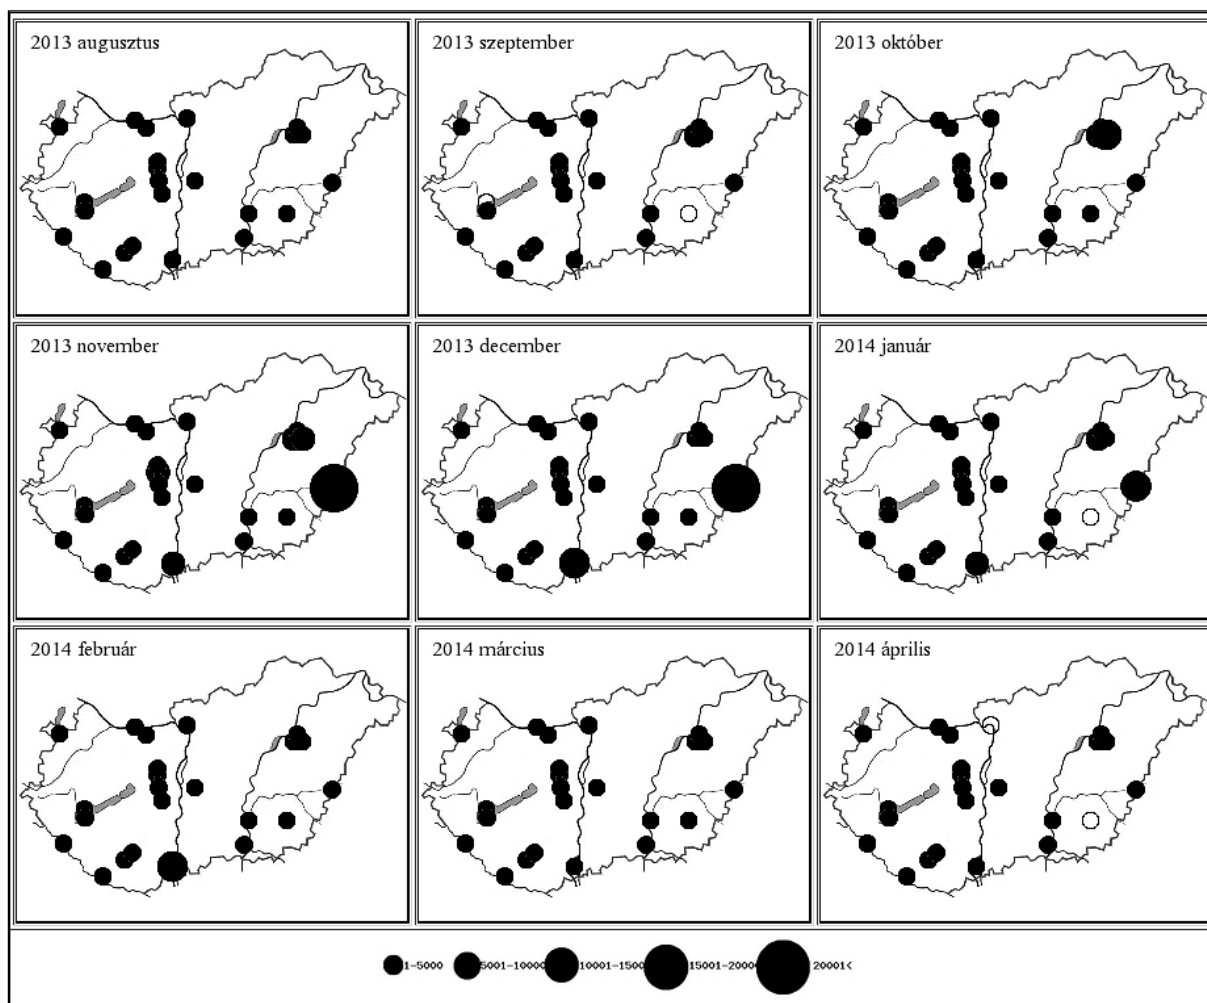 2013 augusztus
2013 szeptember
2013 október
2013 november
2013 december
2014 január
2014 február
2014 március
2014 április
1-5000 5001-10000 10001-1500 15001-2000 20001<